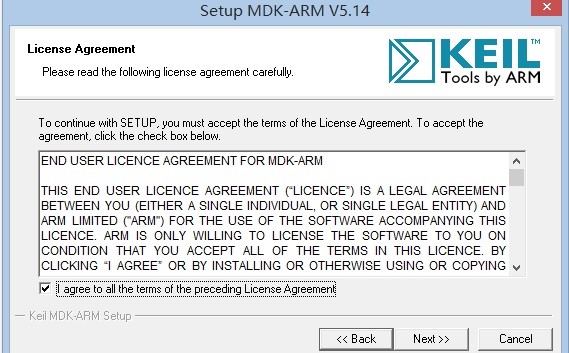 Setup MDK-ARM V5.14
License Agreement
Please read the following license agreement carefully.
KEIL™
Tools by ARM
To continue with SETUP, you must accept the terms of the License Agreement. To accept the
agreement, click the check box below.
END USER LICENCE AGREEMENT FOR MDK-ARM
THIS END USER LICENCE AGREEMENT ("LICENCE") IS A LEGAL AGREEMENT
BETWEEN YOU (EITHER A SINGLE INDIVIDUAL, OR SINGLE LEGAL ENTITY) AND
ARM LIMITED ("ARM") FOR THE USE OF THE SOFTWARE ACCOMPANYING THIS
LICENCE. ARM IS ONLY WILLING TO LICENSE THE SOFTWARE TO YOU ON
CONDITION THAT YOU ACCEPT ALL OF THE TERMS IN THIS LICENCE. BY
CLICKING "I AGREE" OR BY INSTALLING OR OTHERWISE USING OR COPYING
I agree to all the terms of the preceding License Agreement
Keil MDK-ARM Setup
<< Back
Next >>
Cancel